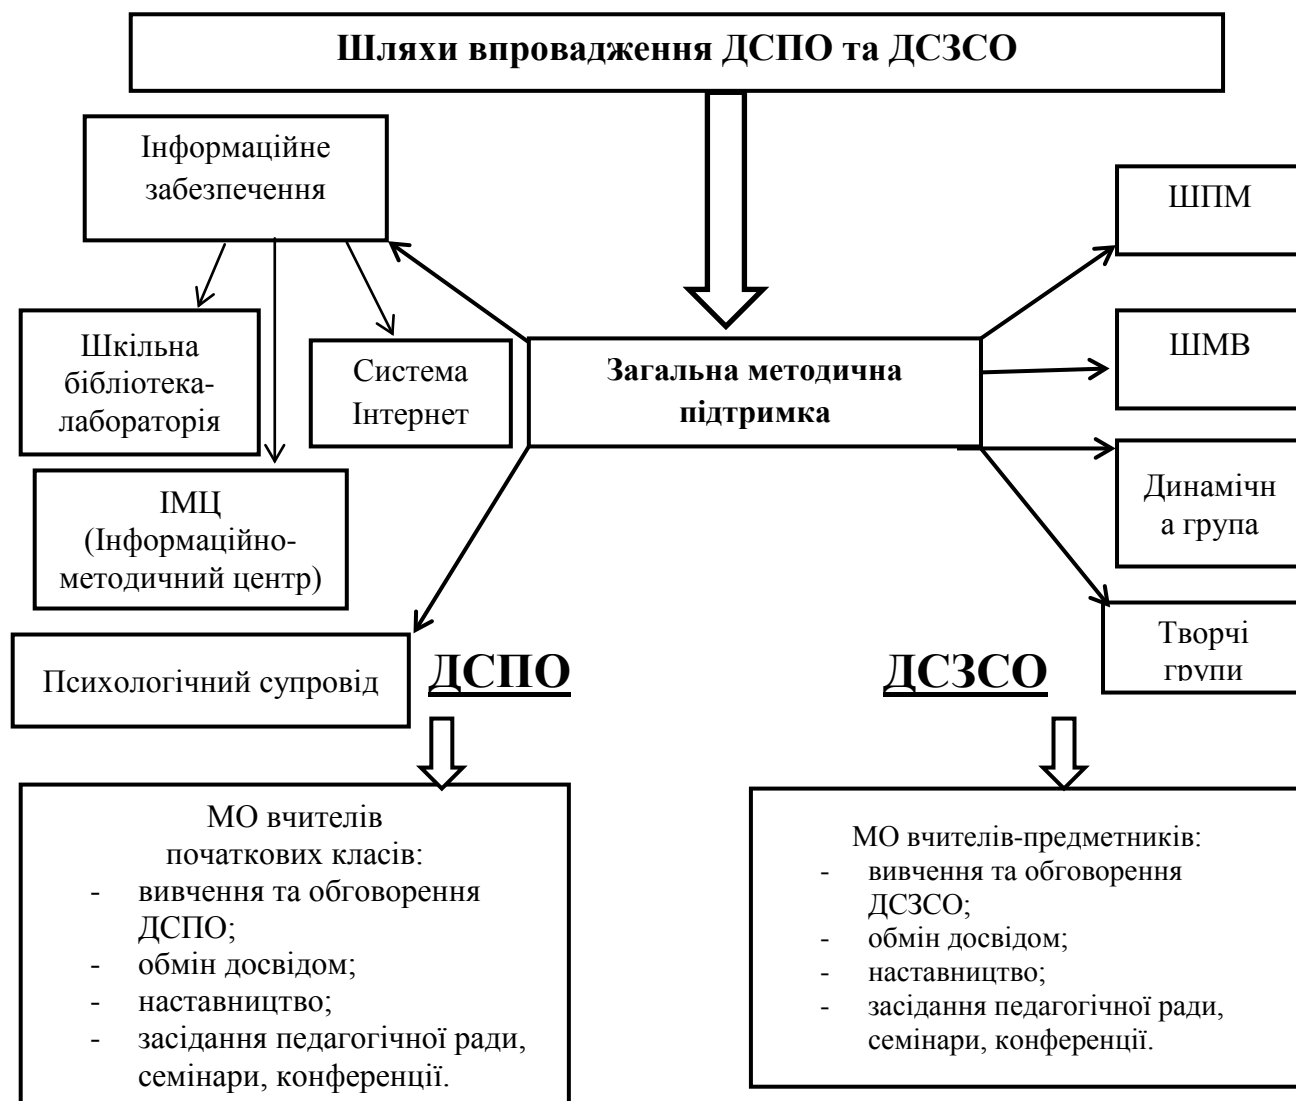 Шляхи впровадження ДСПО та ДСЗСО
Інформаційне
забезпечення
ШПМ
Шкільна
бібліотека-
лабораторія
Система
Інтернет
Загальна методична
підтримка
ШМВ
ІМЦ
(Інформаційно-
методичний центр)
Динамічн
а група
Психологічний супровід
ДСПО
ДСЗСО
Творчі
групи
МО вчителів
початкових класів:
- вивчення та обговорення
ДСПО;
- обмін досвідом;
- наставництво;
- засідання педагогічної ради,
семінари, конференції.
МО вчителів-предметників:
- вивчення та обговорення
ДСЗСО;
- обмін досвідом;
- наставництво;
- засідання педагогічної ради,
семінари, конференції.